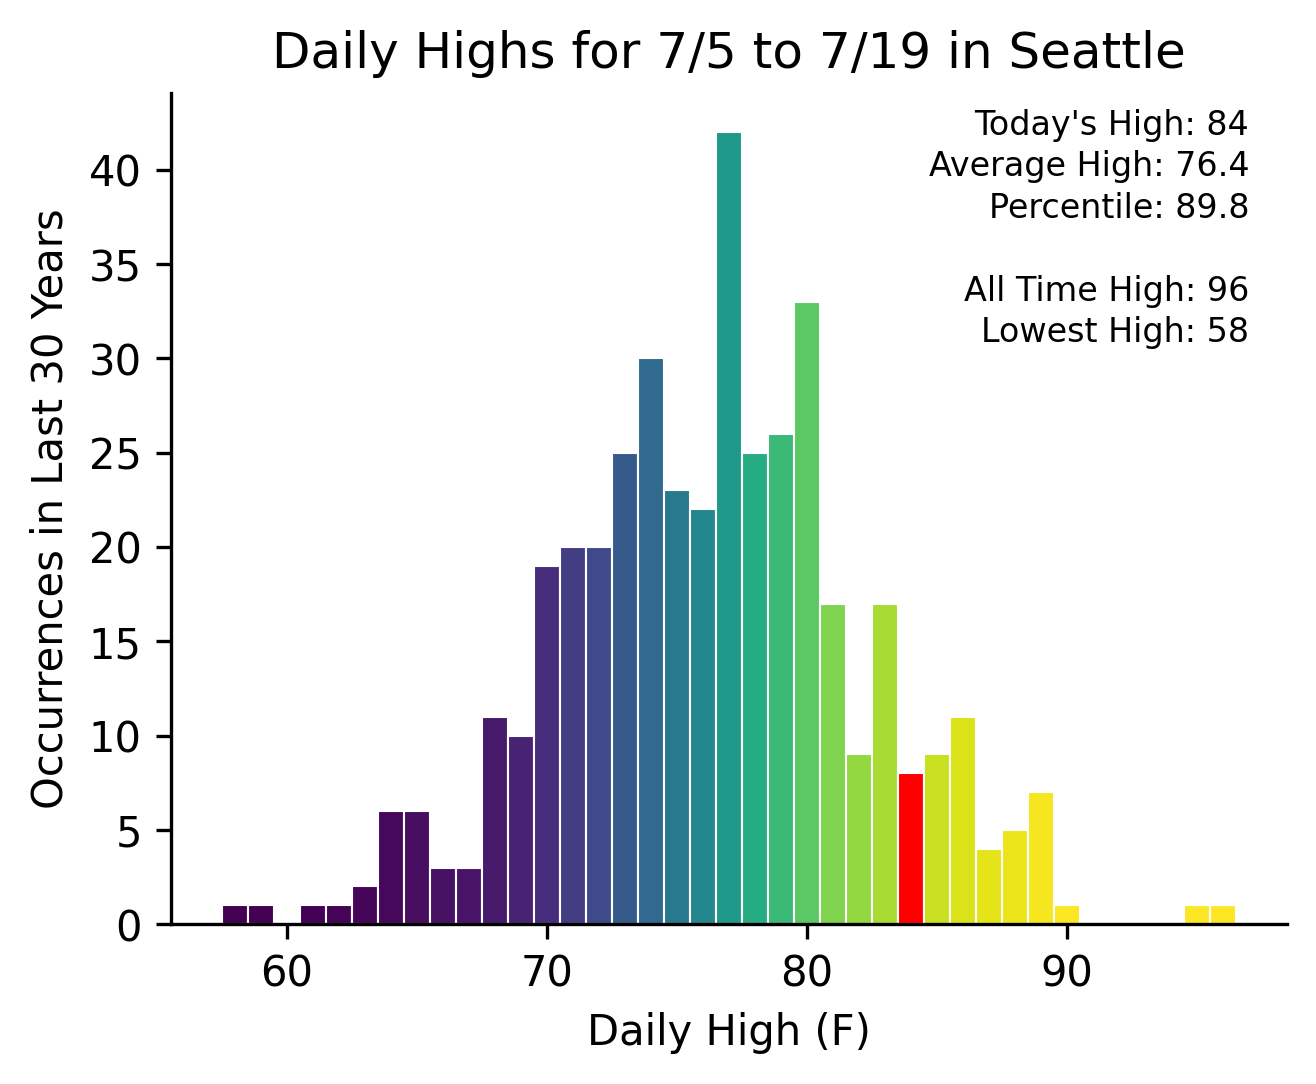 Daily Highs for 7/5 to 7/19 in Seattle
Today's High: 84
Average High: 76.4
Percentile: 89.8
All Time High: 96
Lowest High: 58
Occurrences in Last 30 Years
40
35
30
25
20
15
10
5
0
60 70 80 90
Daily High (F)